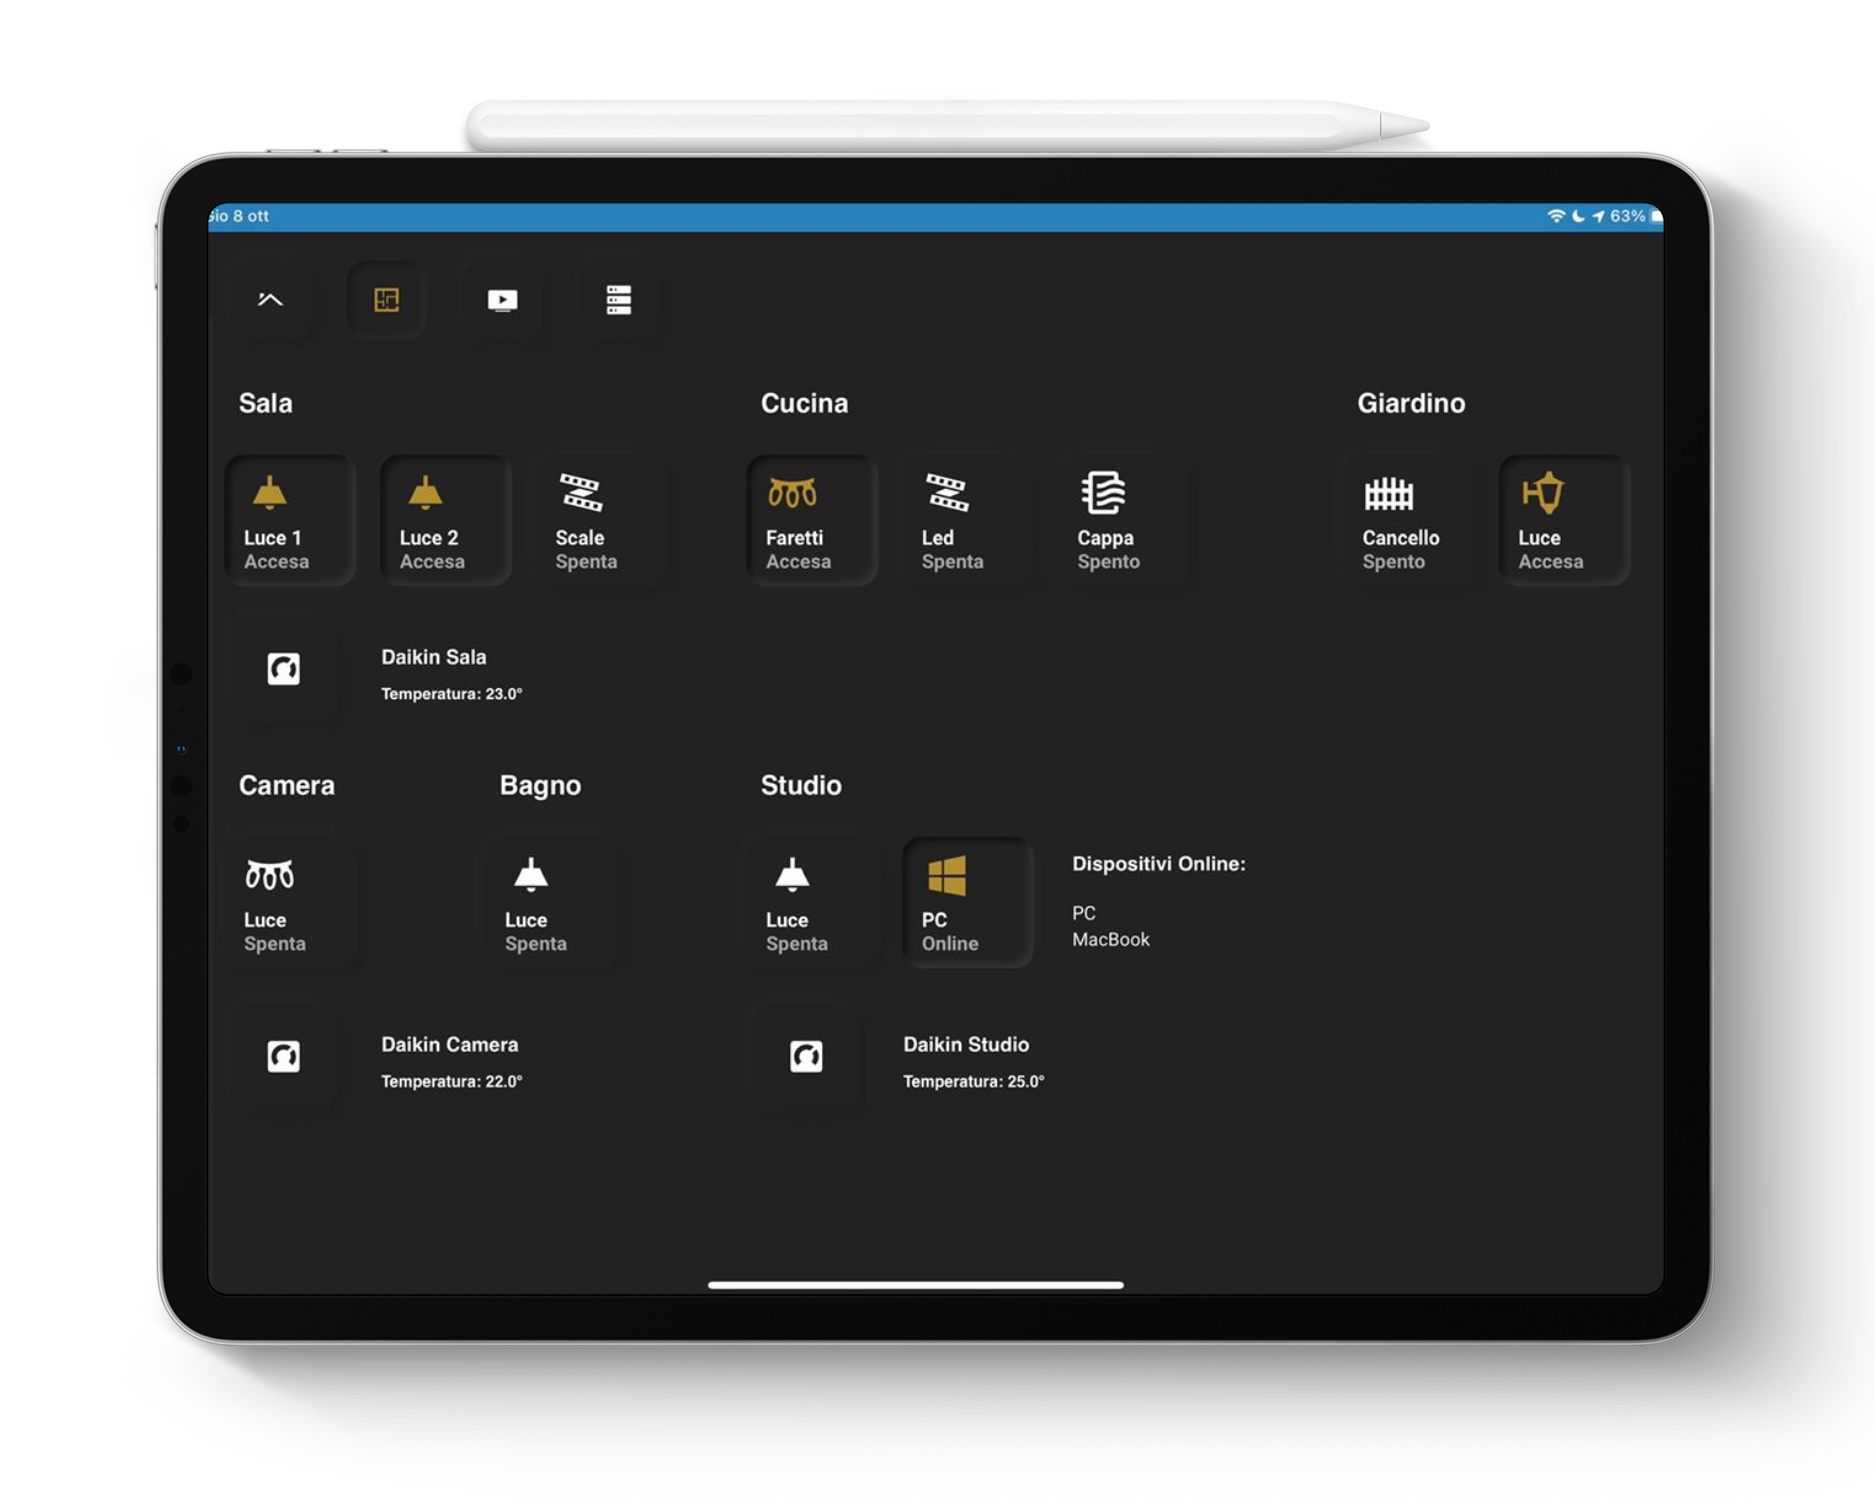 io 8 ott
63%
Sala
Cucina
Giardino
Luce 1
Accesa
Luce 2
Accesa
Scale
Spenta
Faretti
Accesa
Led
Spenta
Cappa
Spento
Cancello
Spento
Luce
Accesa
Daikin Sala
Temperatura: 23.0°
Camera
Bagno
Studio
Luce
Spenta
Luce
Spenta
Luce
Spenta
PC
Online
Dispositivi Online:
PC
MacBook
Daikin Camera
Temperatura: 22.0°
Daikin Studio
Temperatura: 25.0°